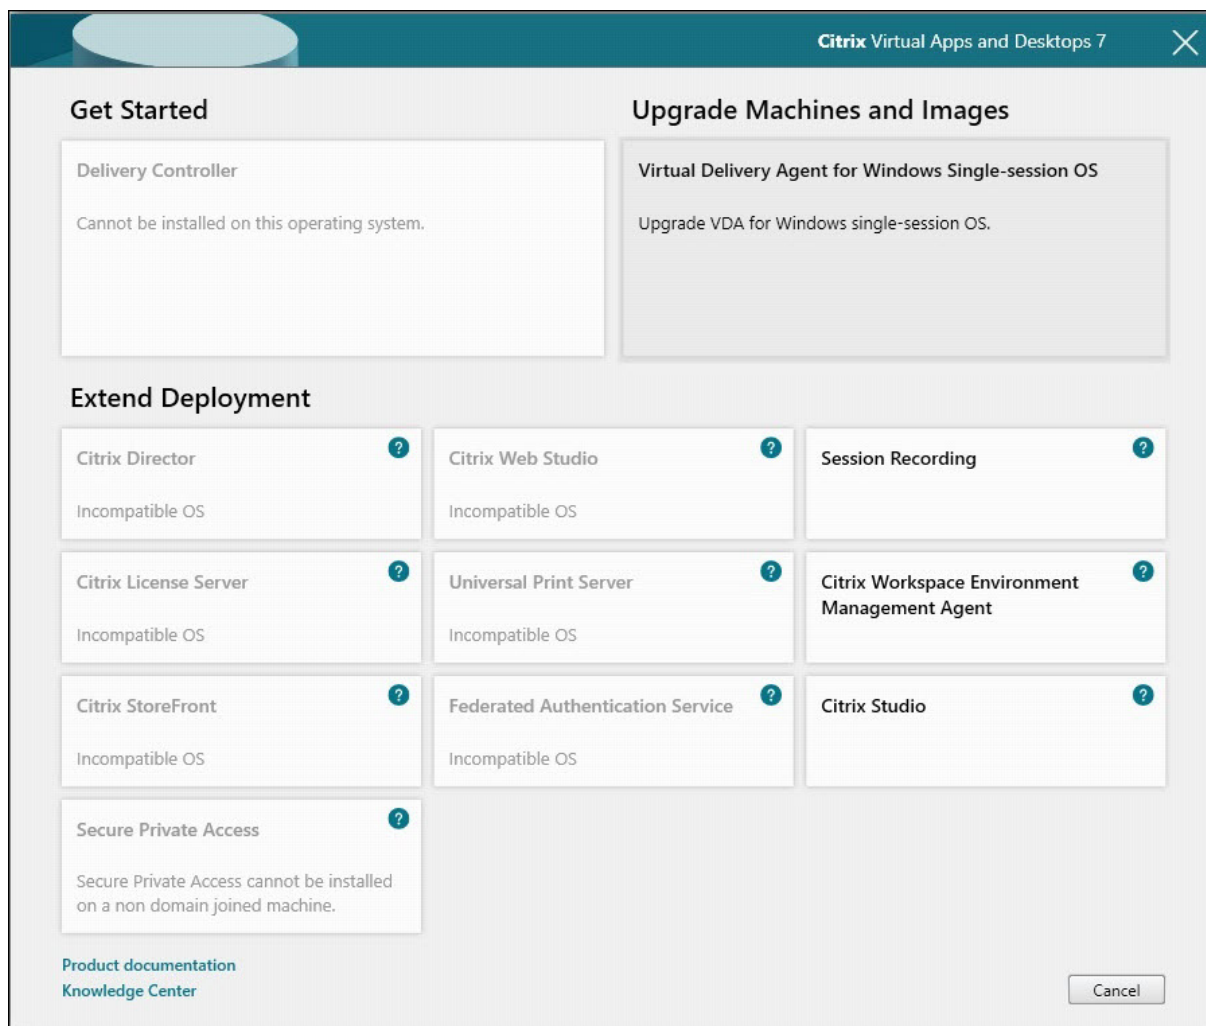 Citrix Virtual Apps and Desktops 7
Get Started
Delivery Controller
Cannot be installed on this operating system.
Upgrade Machines and Images
Virtual Delivery Agent for Windows Single-session OS
Upgrade VDA for Windows single-session OS.
Extend Deployment
Citrix Director
?
Incompatible OS
Citrix Web Studio
?
Incompatible OS
Session Recording
?
Citrix License Server
?
Incompatible OS
Universal Print Server
?
Incompatible OS
Citrix Workspace Environment
Management Agent
?
Citrix StoreFront
?
Incompatible OS
Federated Authentication Service
?
Incompatible OS
Citrix Studio
?
Secure Private Access
?
Secure Private Access cannot be installed
on a non domain joined machine.
Product documentation
Knowledge Center
Cancel